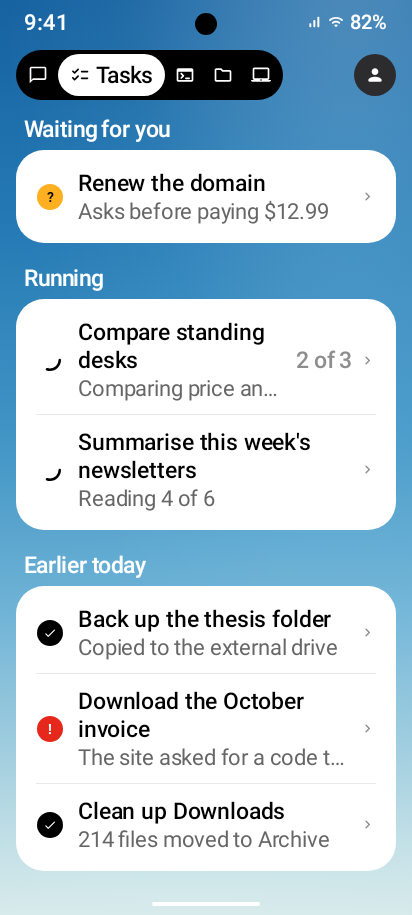 9:41
82%
Tasks
Waiting for you
?
Renew the domain
Asks before paying $12.99
Running
Compare standing
desks
2 of 3
Comparing price an…
Summarise this week's
newsletters
Reading 4 of 6
Earlier today
Back up the thesis folder
Copied to the external drive
!
Download the October
invoice
The site asked for a code t…
Clean up Downloads
214 files moved to Archive